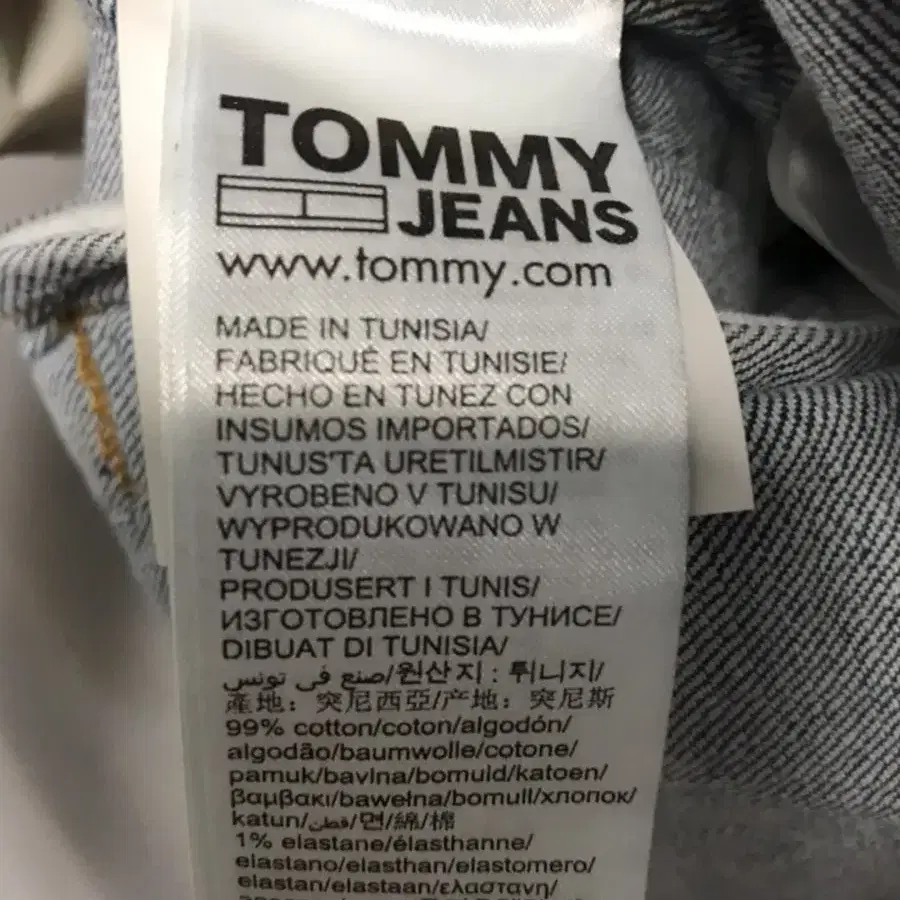 TOMMY
JEANS
www.tommy.com
MADE IN TUNISIA/
FABRIQUÉ EN TUNISIE/
HECHO EN TUNEZ CON
INSUMOS IMPORTADOS/
TUNUS'TA URETILMISTIR/
VYROBENO V TUNISU/
WYPRODUKOWANO W
TUNEZJI/
PRODUSERT I TUNIS/
ИЗГОТОВЛЕНО В ТУНИСЕ/
DIBUAT DI TUNISIA/
صنع في تونس/원산지 : 튀니지/
產地：突尼西亞/产地：突尼斯
99% cotton/coton/algodón/
algodão/baumwolle/cotone/
pamuk/bavlna/bomuld/katoen/
βαμβακι/bawełna/bomull/хлопок/
katun/قطن/면/綿/棉
1% elastane/élasthanne/
elastano/elasthan/elastomero/
elastan/elastaan/ελαστανη/